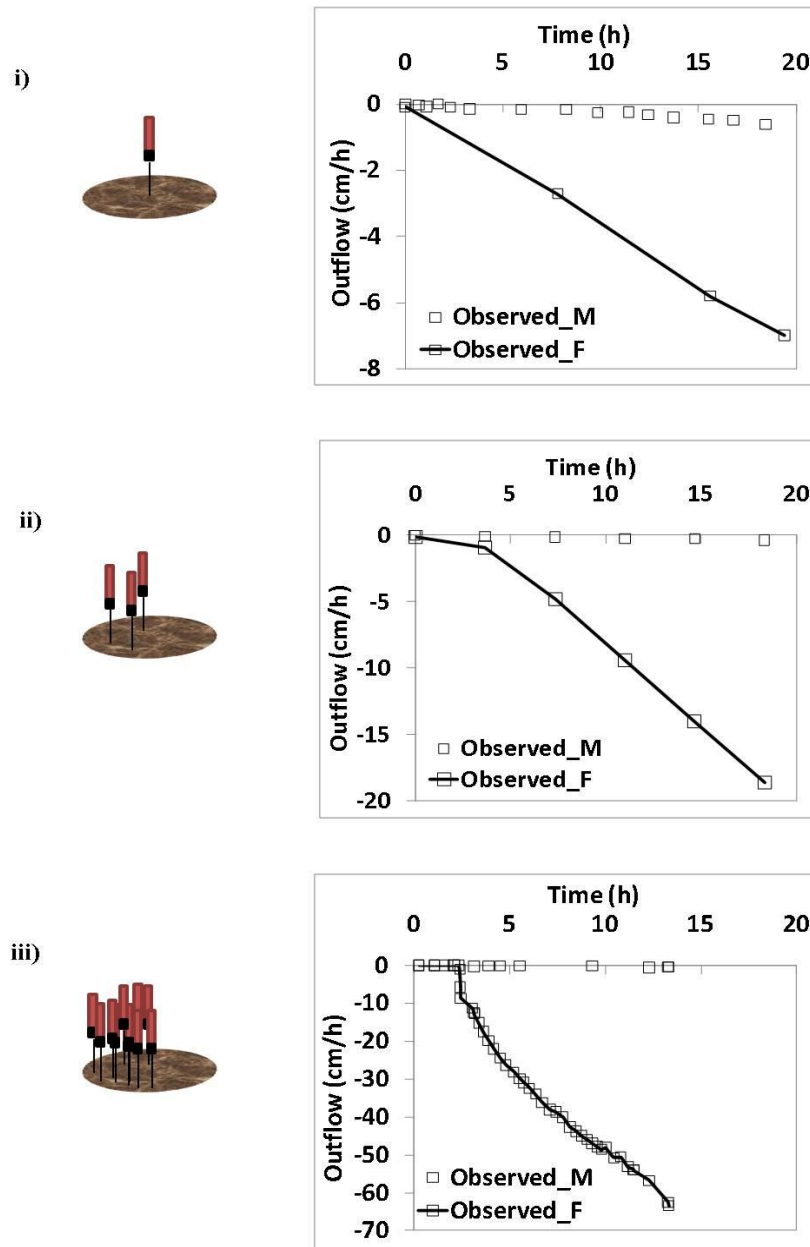 i)
Time (h)
0 5 10 15 20
0
-2
-4
-6
-8
Outflow (cm/h)
Observed_M
Observed_F
ii)
Time (h)
0 5 10 15 20
0
-5
-10
-15
-20
Outflow (cm/h)
Observed_M
Observed_F
iii)
Time (h)
0 5 10 15 20
0
-10
-20
-30
-40
-50
-60
-70
Outflow (cm/h)
Observed_M
Observed_F